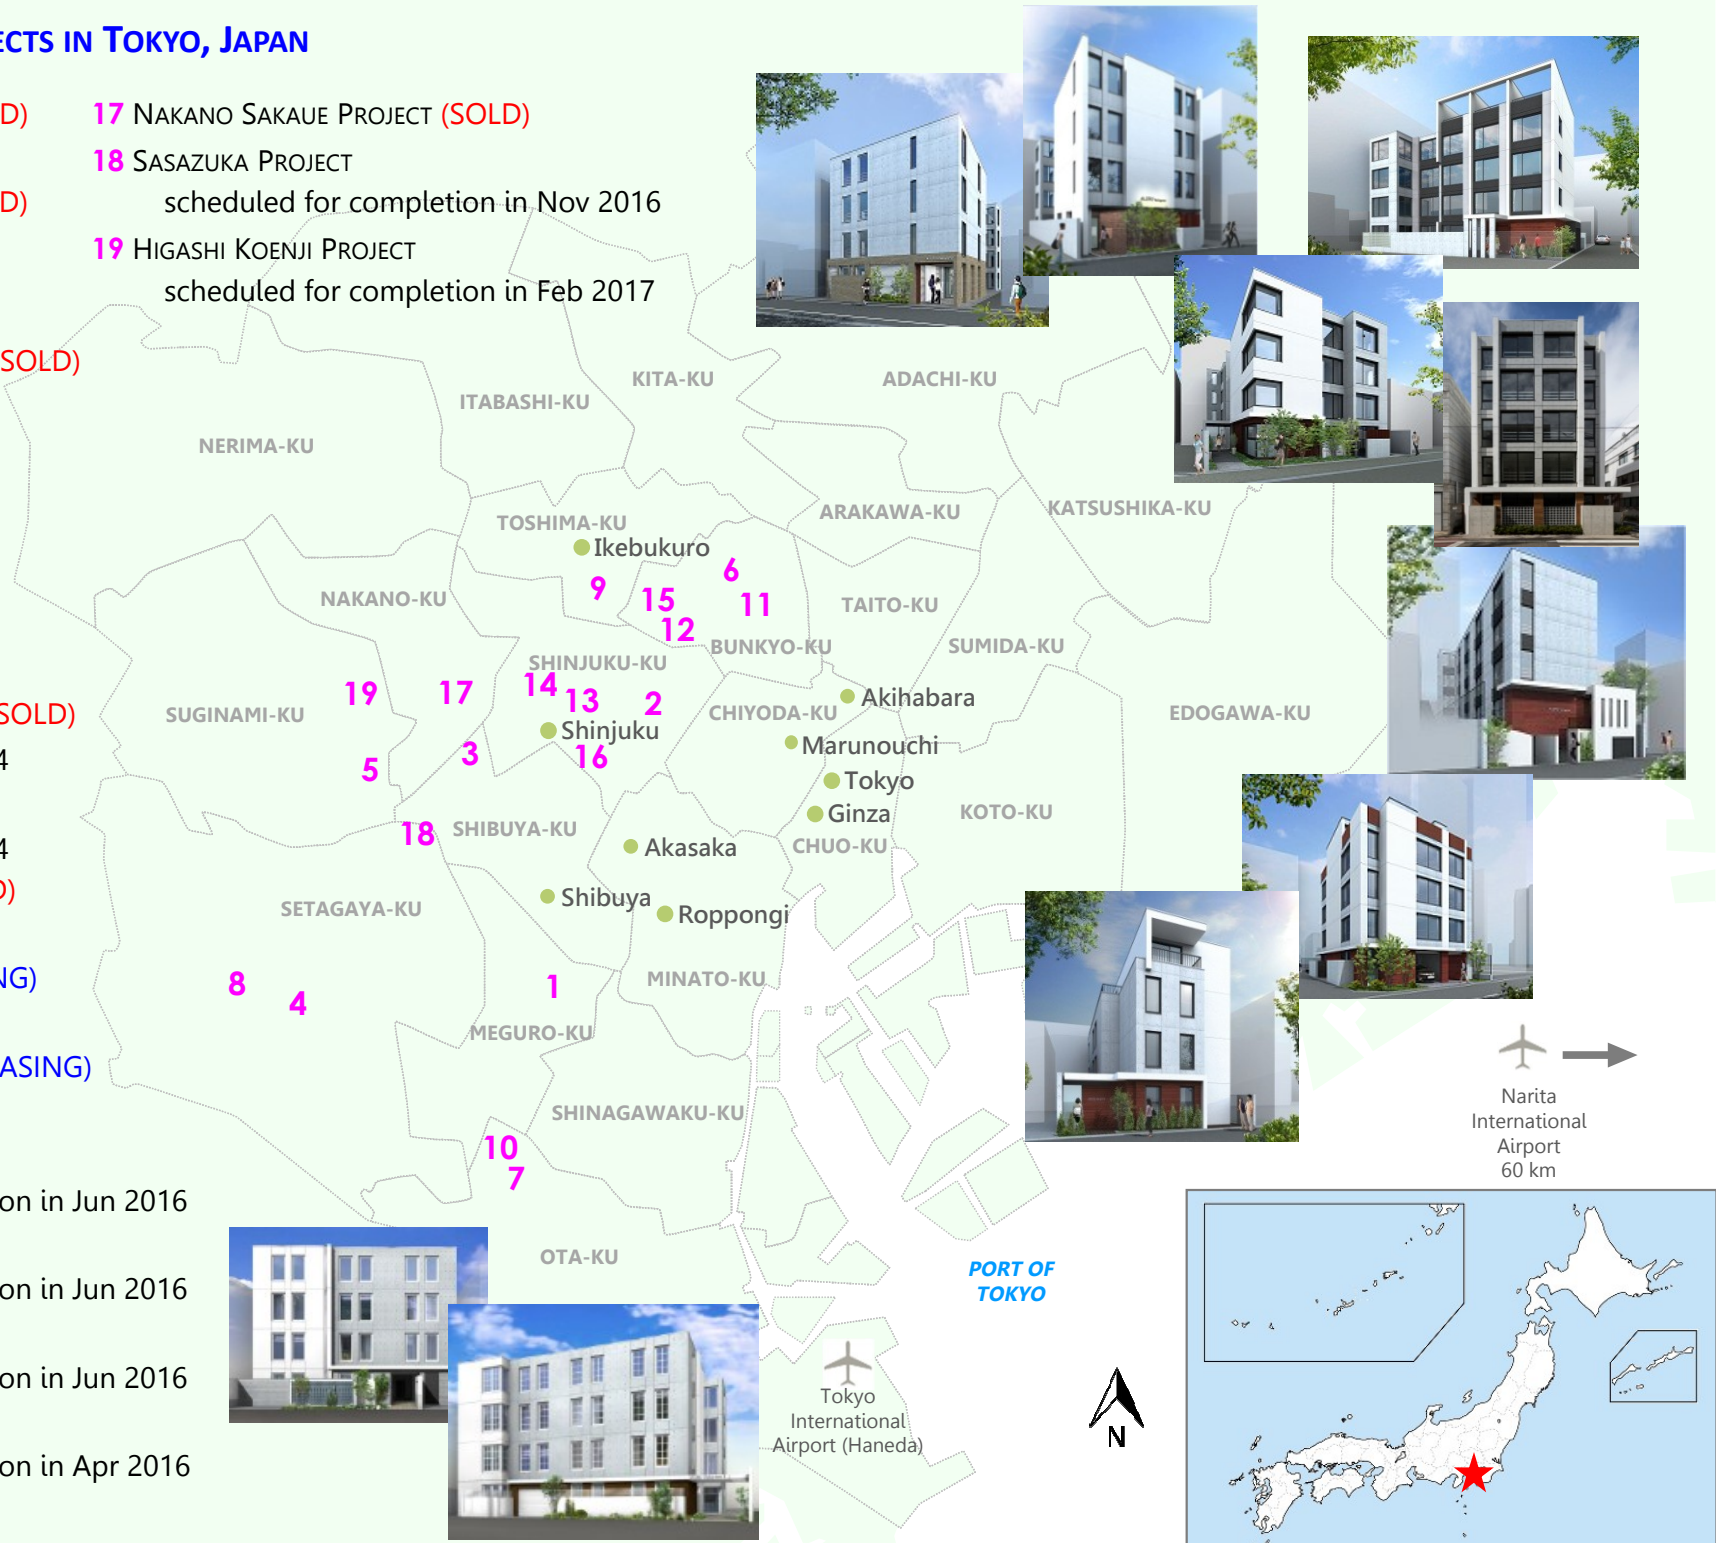 ECTS IN TOKYO, JAPAN
D)
17 NAKANO SAKAUE PROJECT (SOLD)
18 SASAZUKA PROJECT
D)
scheduled for completion in Nov 2016
19 HIGASHI KOENJI PROJECT
scheduled for completion in Feb 2017
SOLD)
SOLD)
4
4
D)
NG)
ASING)
on in Jun 2016
on in Jun 2016
on in Jun 2016
on in Apr 2016
KITA-KU
ADACHI-KU
ITABASHI-KU
NERIMA-KU
TOSHIMA-KU
ARAKAWA-KU
KATSUSHIKA-KU
Ikebukuro
6
9
15
11
NAKANO-KU
TAITO-KU
12
BUNKYO-KU
SUMIDA-KU
SHINJUKU-KU
19
17
14
13
2
Akihabara
SUGINAMI-KU
CHIYODA-KU
EDOGAWA-KU
Shinjuku
Marunouchi
5
3
16
Tokyo
Ginza
KOTO-KU
18
SHIBUYA-KU
Akasaka
CHUO-KU
Shibuya
SETAGAYA-KU
Roppongi
8
4
1
MINATO-KU
MEGURO-KU
SHINAGAWAKU-KU
10
7
OTA-KU
PORT OF
TOKYO
Narita
International
Airport
60 km
Tokyo
International
Airport (Haneda)
N